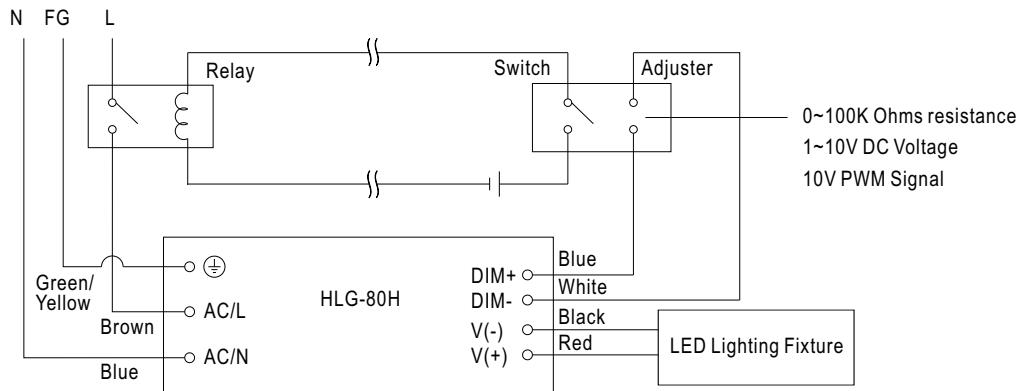 N FG L
Relay
Switch
Adjuster
0~100K Ohms resistance
1~10V DC Voltage
10V PWM Signal
Green/
Yellow
Brown
AC/L
Blue
AC/N
HLG-80H
DIM+
Blue
DIM-
White
V(-)
Black
V(+)
Red
LED Lighting Fixture